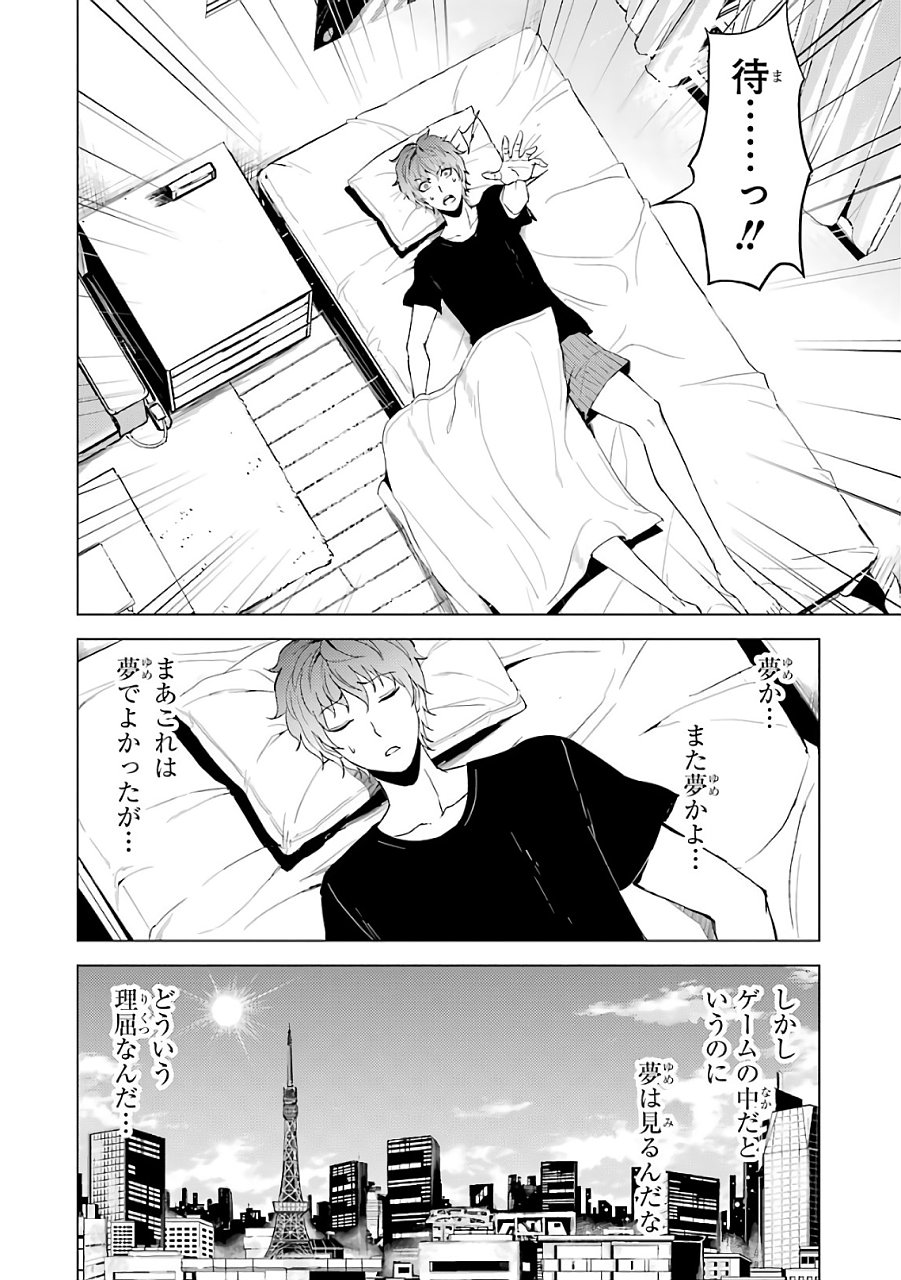 待……っ!!
夢か…
また夢かよ…
まあこれは
夢でよかったが…
しかし
ゲームの中だと
いうのに
夢は見るんだな
どういう
理屈なんだ…